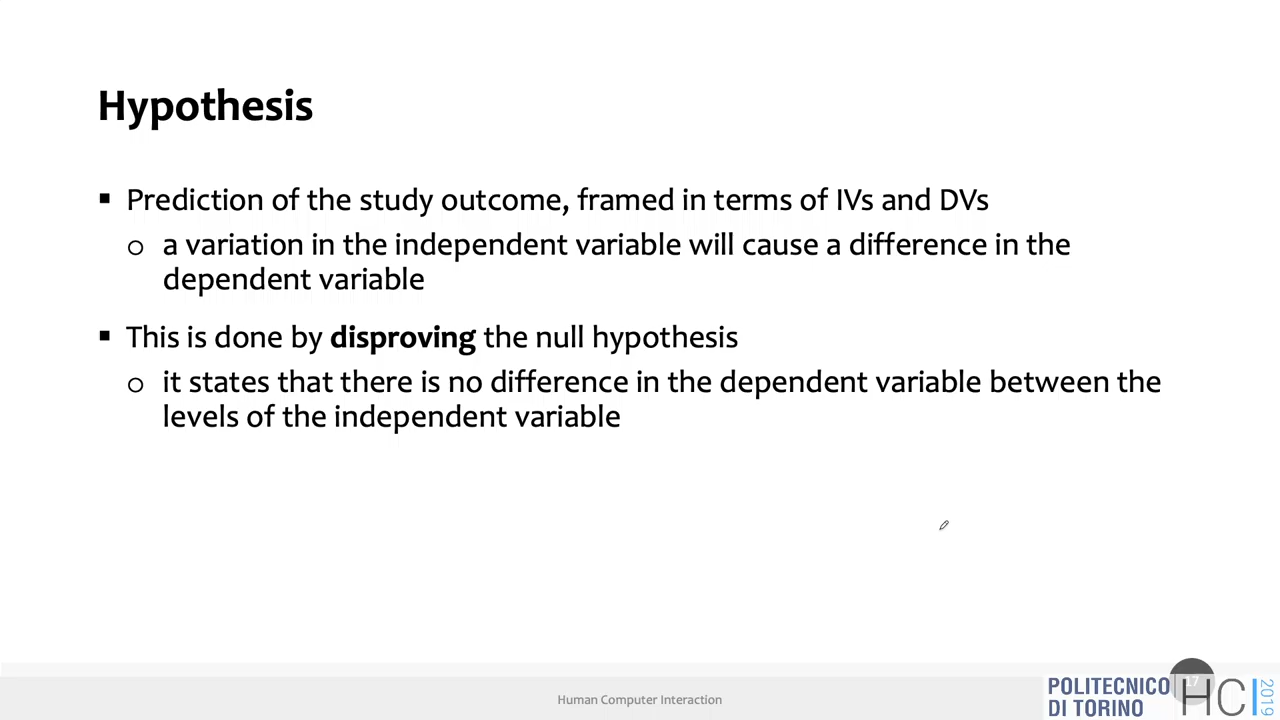 Hypothesis
▪ Prediction of the study outcome, framed in terms of IVs and DVs
o a variation in the independent variable will cause a difference in the
dependent variable
▪ This is done by disproving the null hypothesis
o it states that there is no difference in the dependent variable between the
levels of the independent variable
Human Computer Interaction
POLITECNICO
DI TORINO
17
HCI
2019